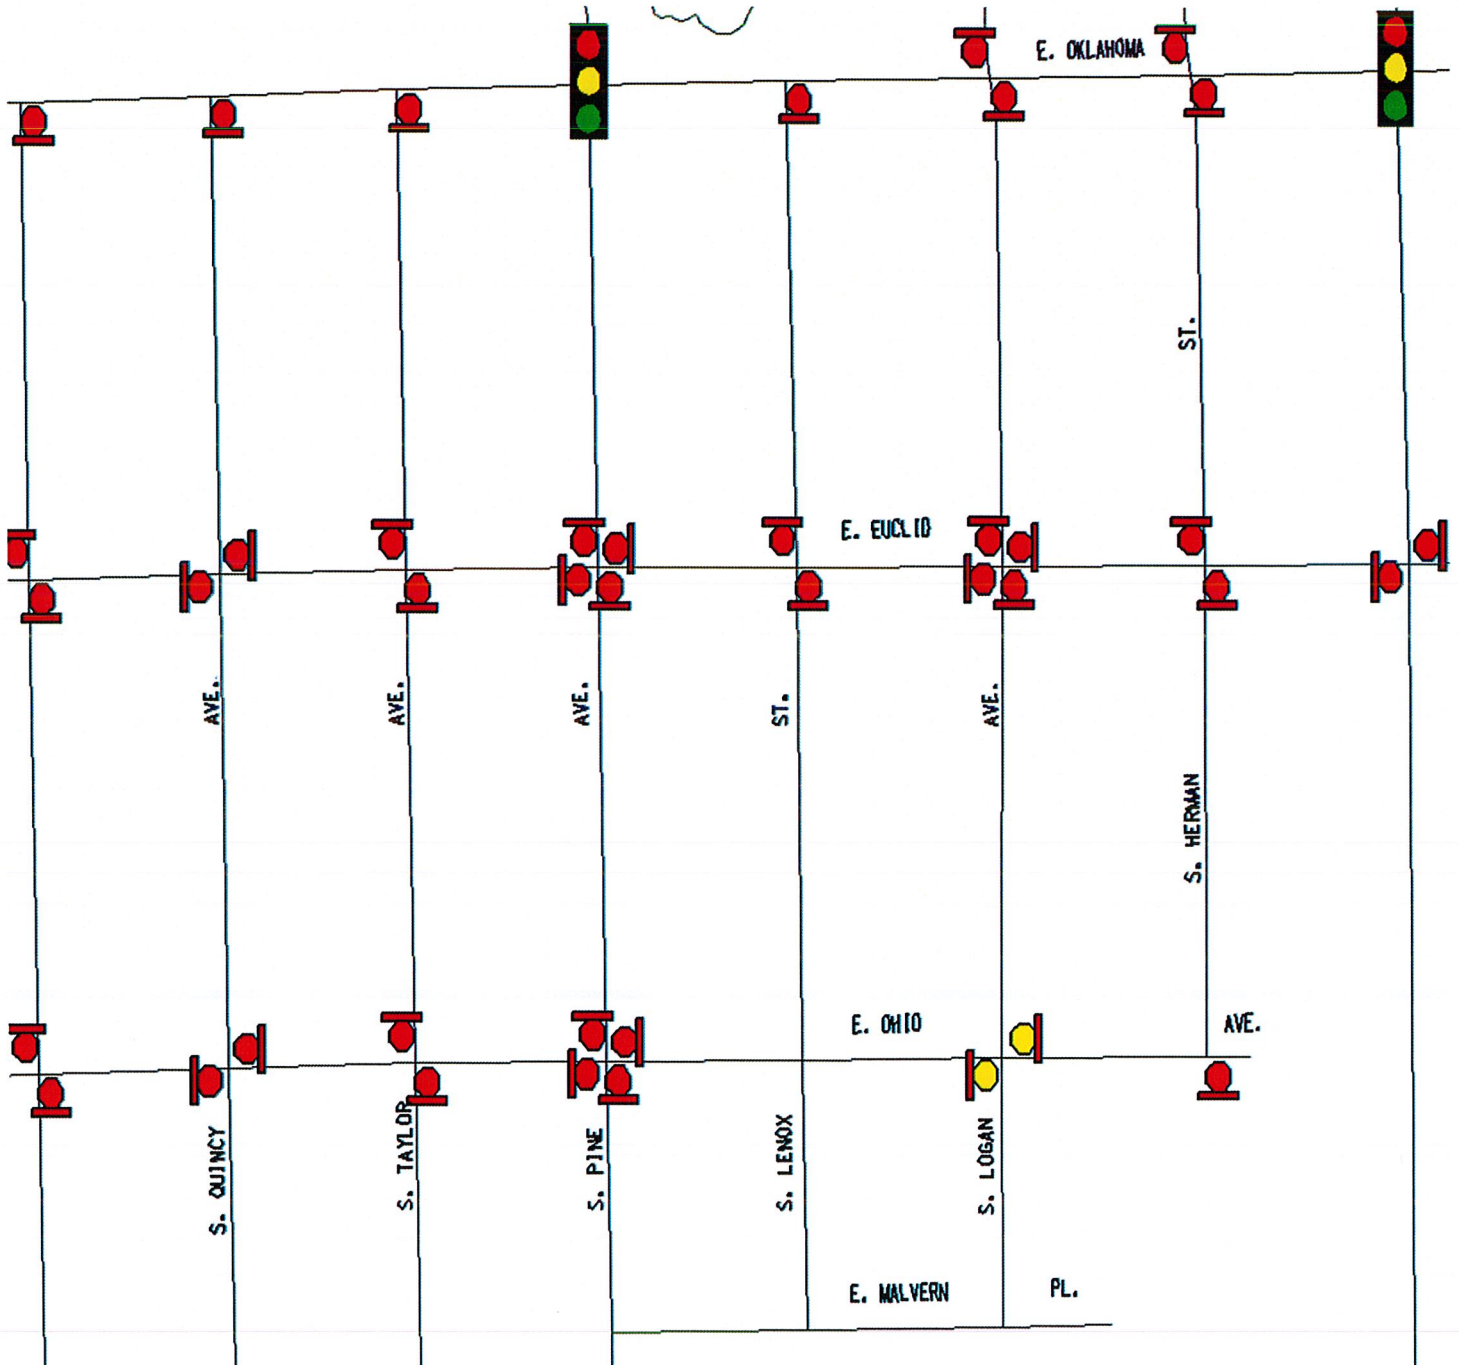 E. OKLAHOMA
ST.
E. EUCLID
AVE.
AVE.
AVE.
ST.
AVE.
S. HERMAN
E. OHIO
AVE.
S. QUINCY
S. TAYLOR
S. PINE
S. LENOX
S. LOGAN
E. MALVERN
PL.